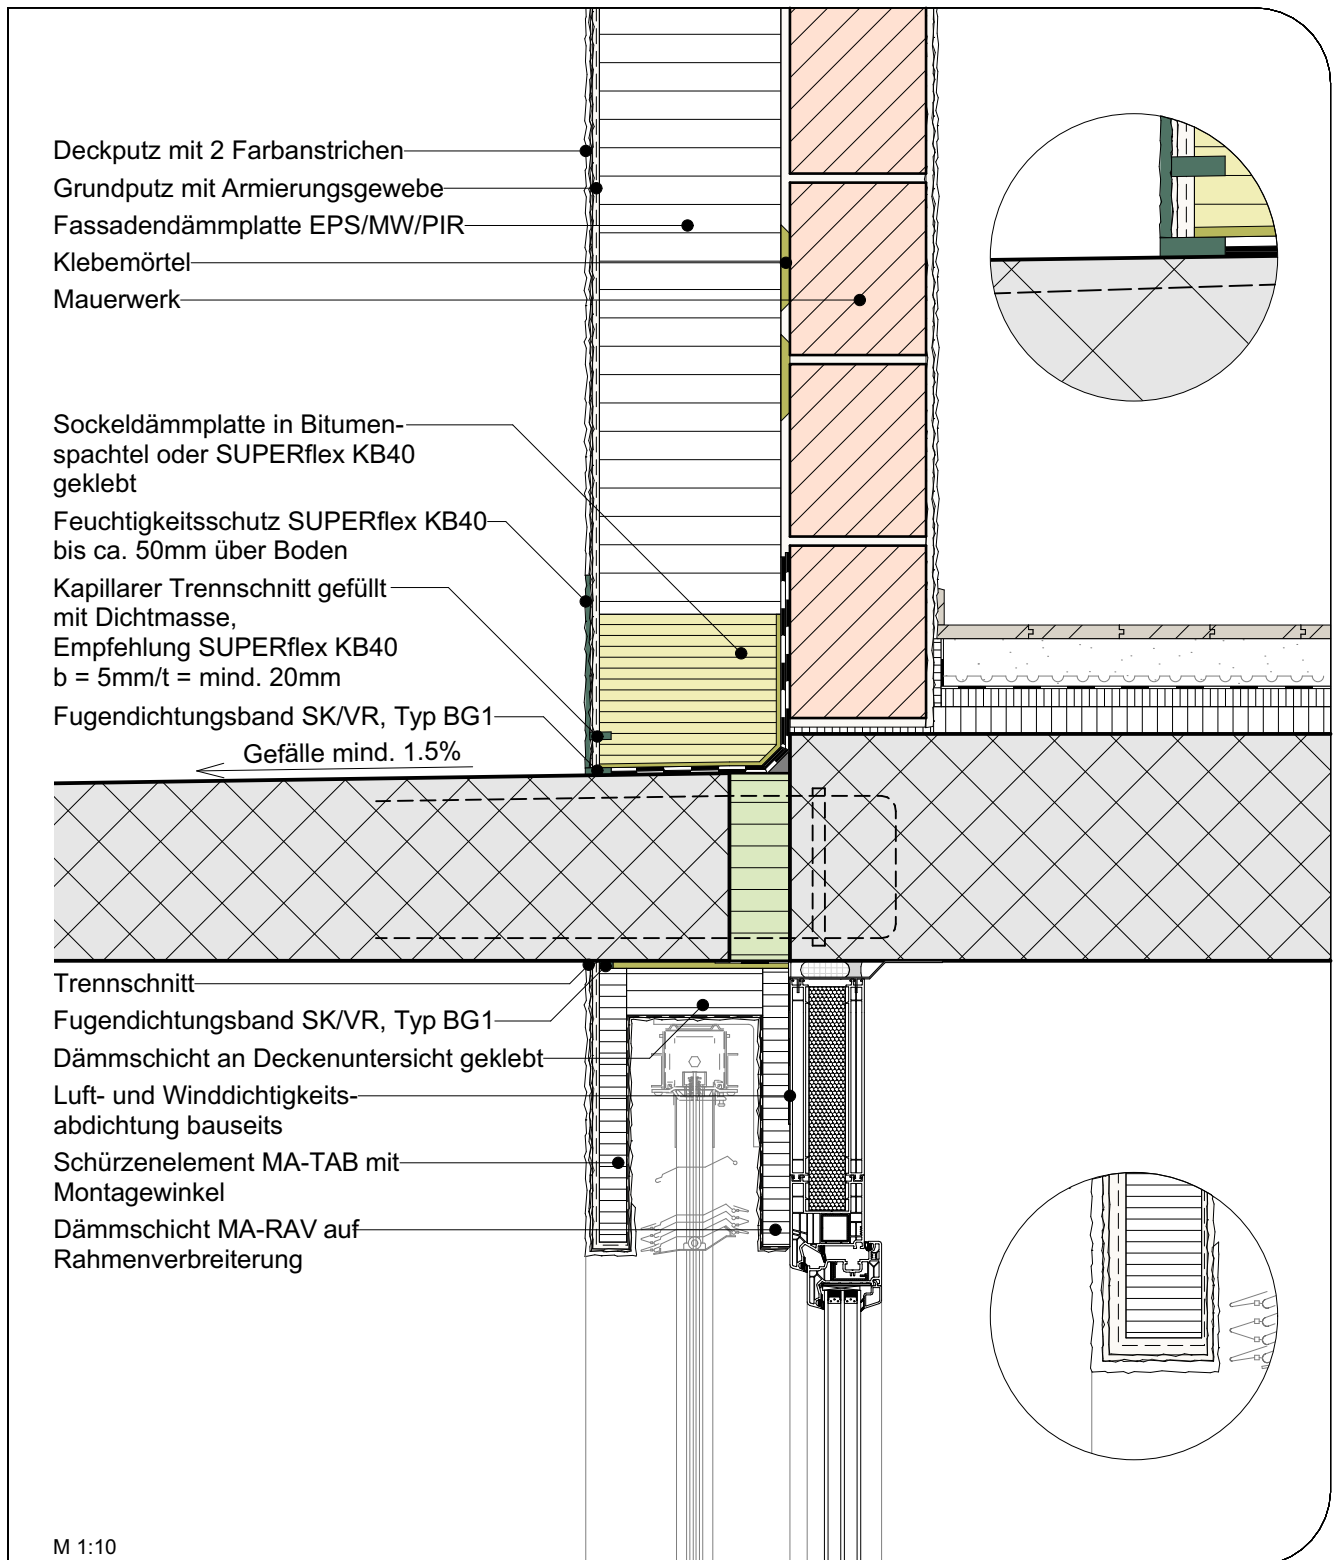 Deckputz mit 2 Farbanstrichen
Grundputz mit Armierungsgewebe
Fassadendämmplatte EPS/MW/PIR
Klebemörtel
Mauerwerk
Sockeldämmplatte in Bitumen-
spachtel oder SUPERflex KB40
geklebt
Feuchtigkeitsschutz SUPERflex KB40
bis ca. 50mm über Boden
Kapillarer Trennschnitt gefüllt
mit Dichtmasse,
Empfehlung SUPERflex KB40
b = 5mm/t = mind. 20mm
Fugendichtungsband SK/VR, Typ BG1
Gefälle mind. 1.5%
Trennschnitt
Fugendichtungsband SK/VR, Typ BG1
Dämmschicht an Deckenuntersicht geklebt
Luft- und Winddichtigkeits-
abdichtung bauseits
Schürzenelement MA-TAB mit
Montagewinkel
Dämmschicht MA-RAV auf
Rahmenverbreiterung
M 1:10